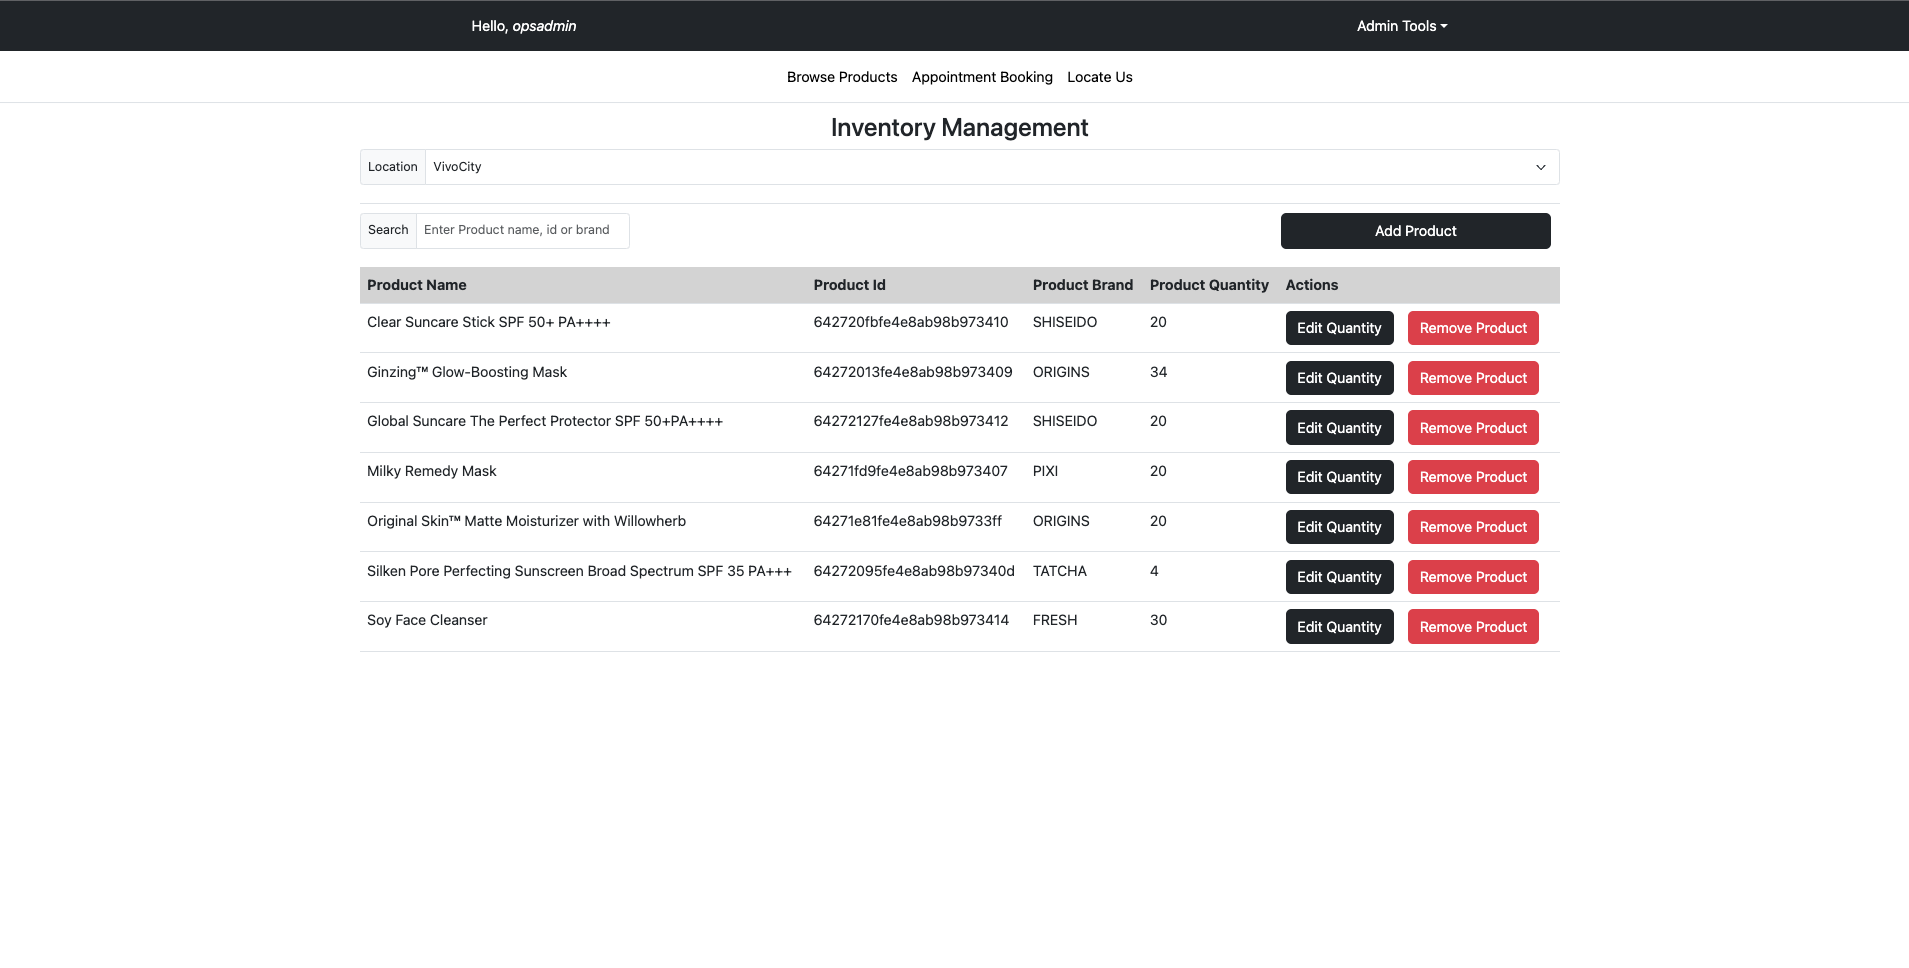 Hello, opsadmin Admin Tools
Browse Products Appointment Booking Locate Us
Inventory Management
Location VivoCity
Search Enter Product name, id or brand Add Product
Product Name Product Id Product Brand Product Quantity Actions
Clear Suncare Stick SPF 50+ PA++++ 642720fbfe4e8ab98b973410 SHISEIDO 20 Edit Quantity Remove Product
Ginzing™ Glow-Boosting Mask 64272013fe4e8ab98b973409 ORIGINS 34 Edit Quantity Remove Product
Global Suncare The Perfect Protector SPF 50+PA++++ 64272127fe4e8ab98b973412 SHISEIDO 20 Edit Quantity Remove Product
Milky Remedy Mask 64271fd9fe4e8ab98b973407 PIXI 20 Edit Quantity Remove Product
Original Skin™ Matte Moisturizer with Willowherb 64271e81fe4e8ab98b9733ff ORIGINS 20 Edit Quantity Remove Product
Silken Pore Perfecting Sunscreen Broad Spectrum SPF 35 PA+++ 64272095fe4e8ab98b97340d TATCHA 4 Edit Quantity Remove Product
Soy Face Cleanser 64272170fe4e8ab98b973414 FRESH 30 Edit Quantity Remove Product